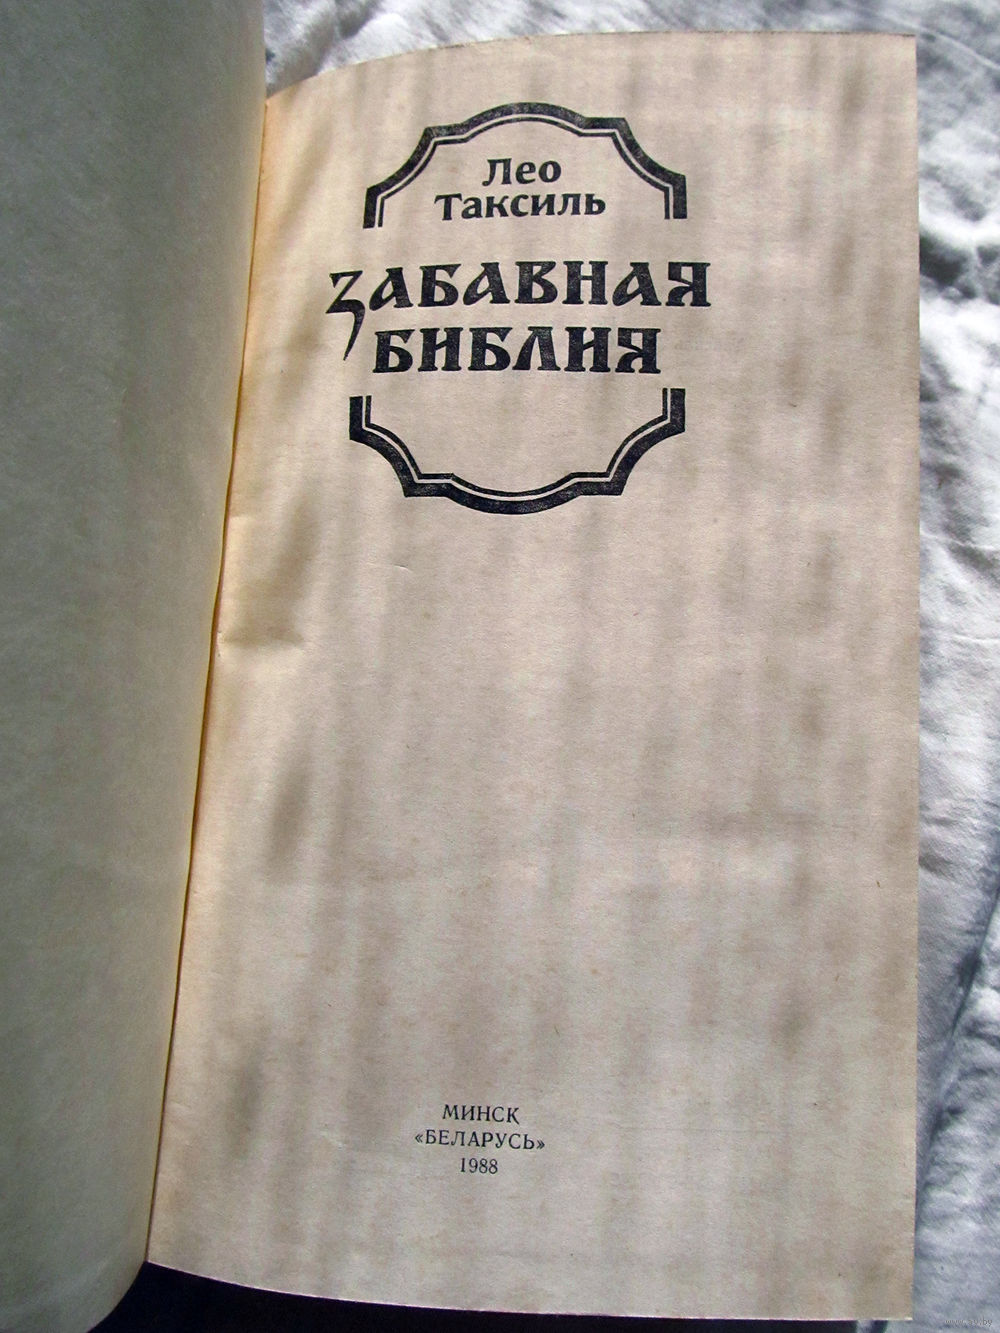 Лео
Таксиль
ЗАБАВНАЯ
БИБЛИЯ
МИНСК
«БЕЛАРУСЬ»
1988